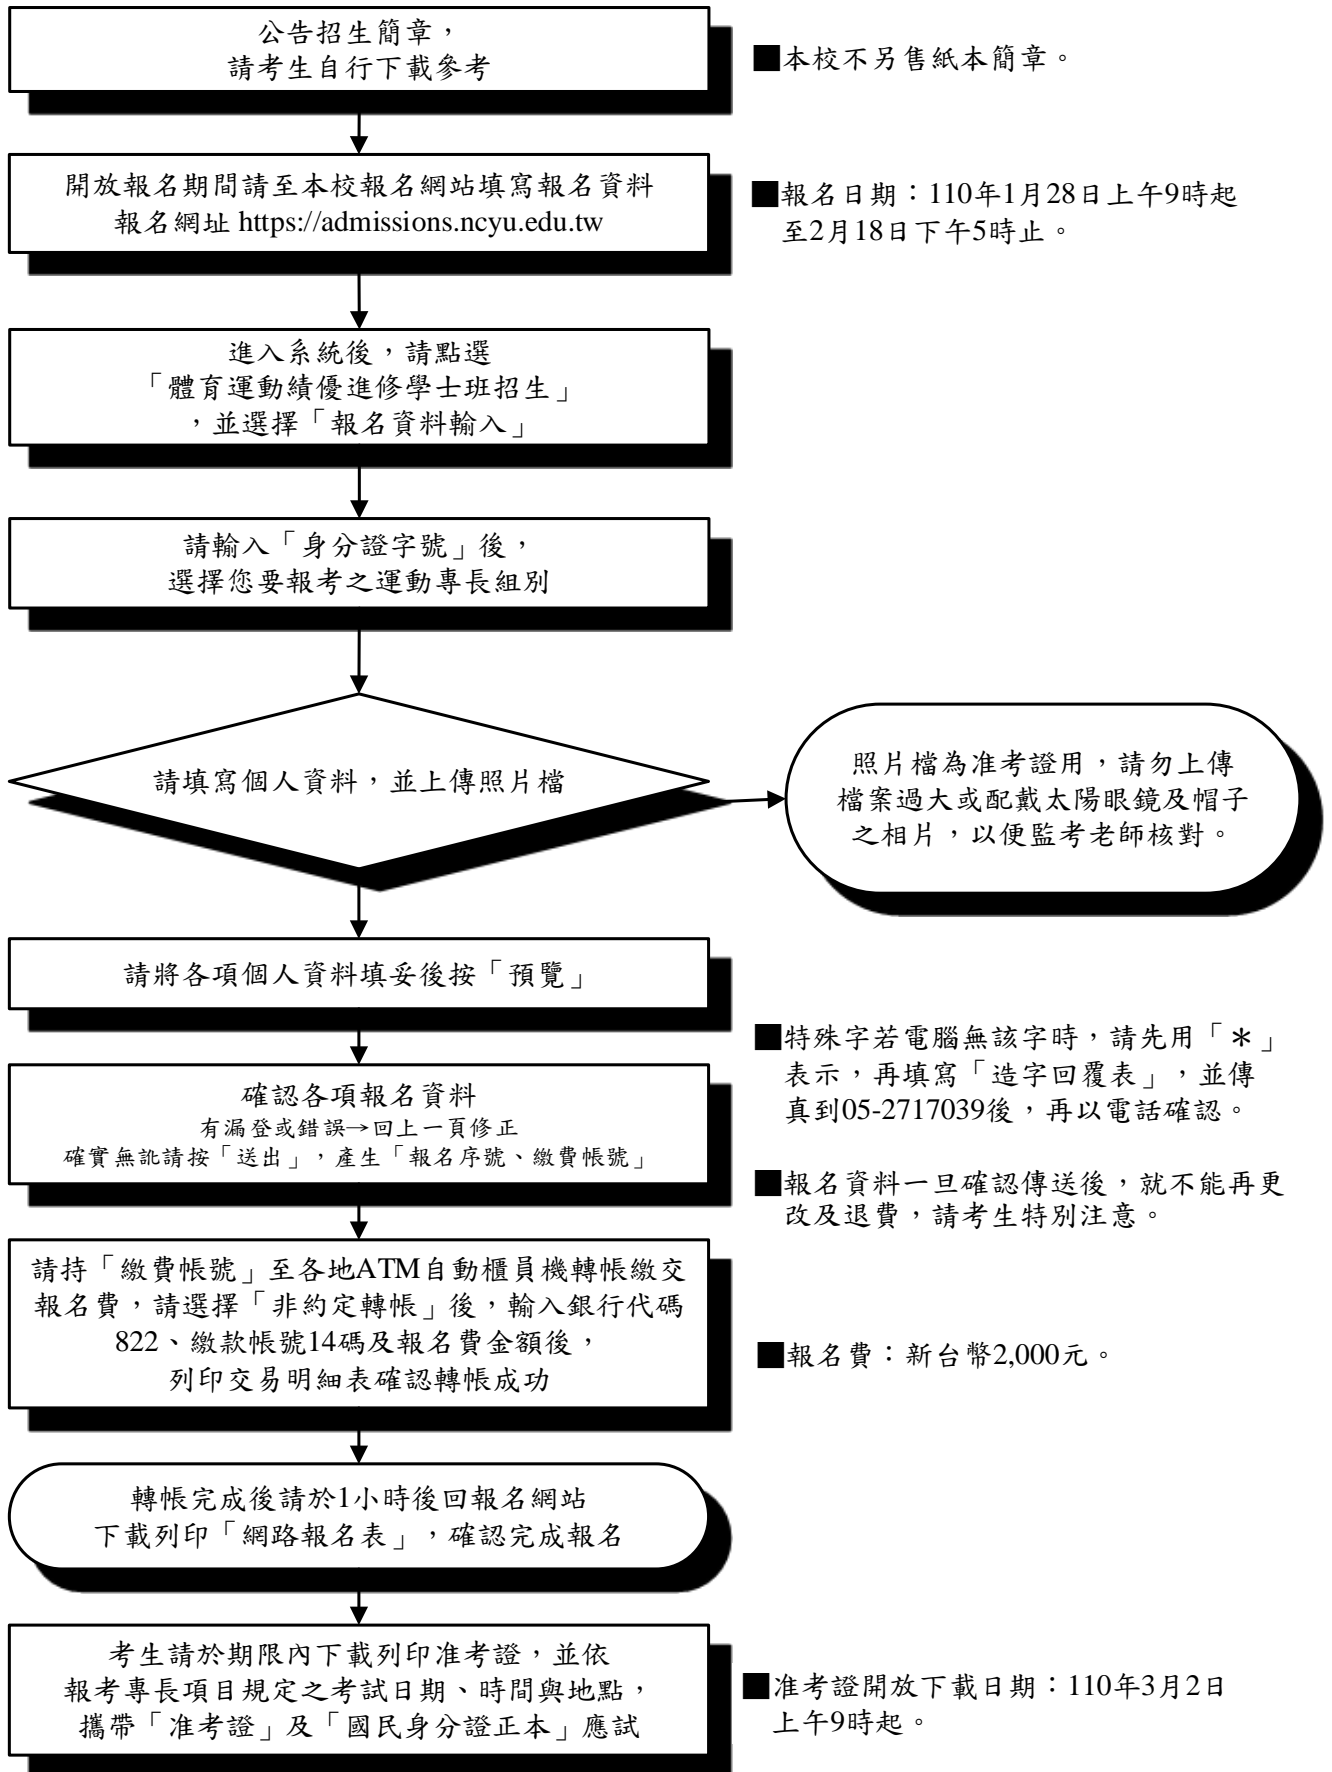 公告招生簡章，
請考生自行下載參考
■本校不另售紙本簡章。
開放報名期間請至本校報名網站填寫報名資料
報名網址 https://admissions.ncyu.edu.tw
■報名日期：110年1月28日上午9時起
至2月18日下午5時止。
進入系統後，請點選
「體育運動績優進修學士班招生」
，並選擇「報名資料輸入」
請輸入「身分證字號」後，
選擇您要報考之運動專長組別
請填寫個人資料，並上傳照片檔
照片檔為准考證用，請勿上傳
檔案過大或配戴太陽眼鏡及帽子
之相片，以便監考老師核對。
請將各項個人資料填妥後按「預覽」
■特殊字若電腦無該字時，請先用「＊」
表示，再填寫「造字回覆表」，並傳
真到05-2717039後，再以電話確認。
確認各項報名資料
有漏登或錯誤→回上一頁修正
確實無訛請按「送出」，產生「報名序號、繳費帳號」
■報名資料一旦確認傳送後，就不能再更
改及退費，請考生特別注意。
請持「繳費帳號」至各地ATM自動櫃員機轉帳繳交
報名費，請選擇「非約定轉帳」後，輸入銀行代碼
822、繳款帳號14碼及報名費金額後，
列印交易明細表確認轉帳成功
■報名費：新台幣2,000元。
轉帳完成後請於1小時後回報名網站
下載列印「網路報名表」，確認完成報名
考生請於期限內下載列印准考證，並依
報考專長項目規定之考試日期、時間與地點，
攜帶「准考證」及「國民身分證正本」應試
■准考證開放下載日期：110年3月2日
上午9時起。